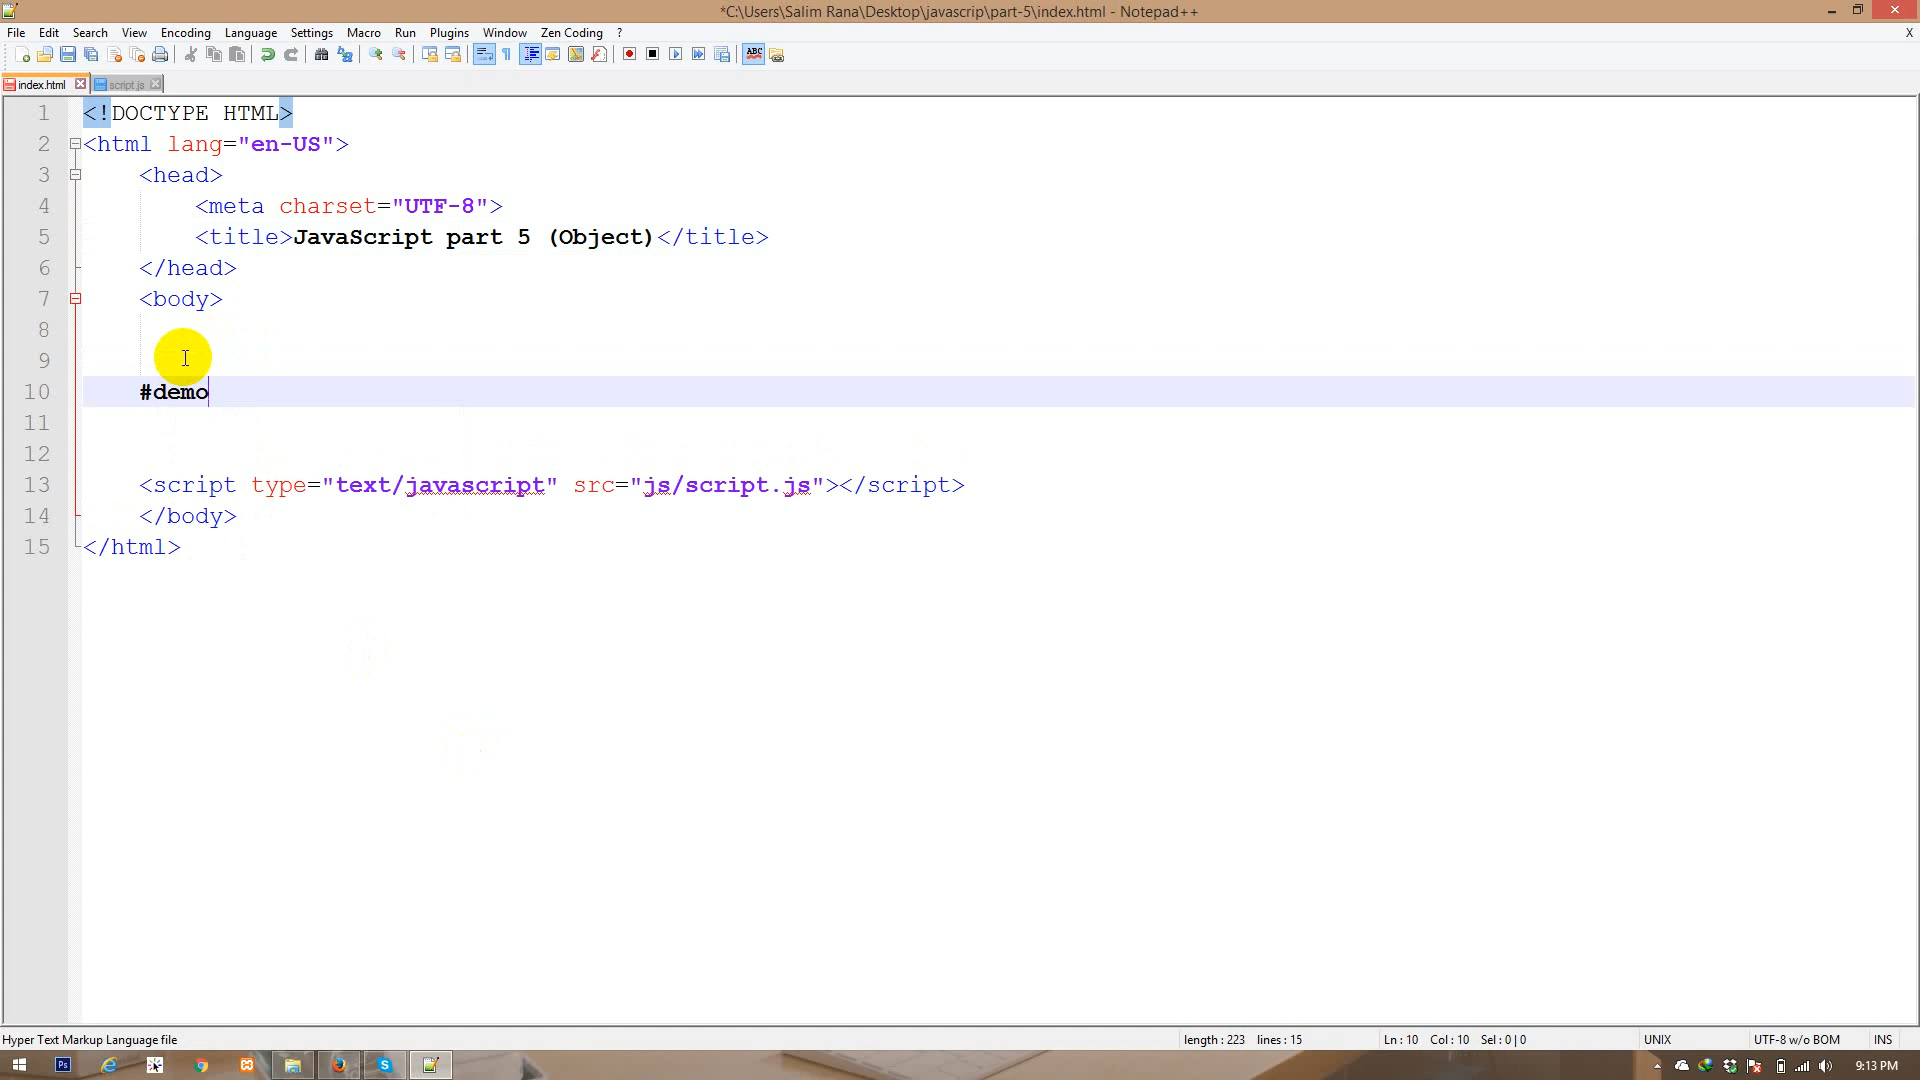 *C:\Users\Salim Rana\Desktop\javascrip\part-5\index.html - Notepad++
File Edit Search View Encoding Language Settings Macro Run Plugins Window Zen Coding ? X
ABC
index.html script.js
1 <!DOCTYPE HTML>
2 <html lang="en-US">
3 <head>
4 <meta charset="UTF-8">
5 <title>JavaScript part 5 (Object)</title>
6 </head>
7 <body>
8
9
10 #demo
11
12
13 <script type="text/javascript" src="js/script.js"></script>
14 </body>
15 </html>
Hyper Text Markup Language file length : 223 lines : 15 Ln : 10 Col : 10 Sel : 0 | 0 UNIX UTF-8 w/o BOM INS
Ps 9:13 PM